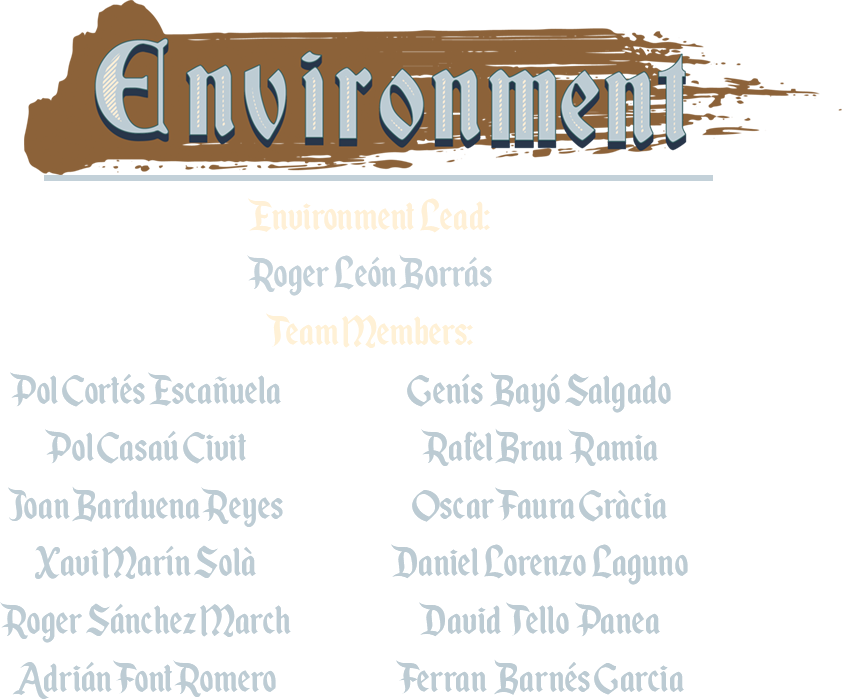 Environment
Environment Lead:
Roger León Borrás
Team Members:
Pol Cortés Escañuela
Genís Bayó Salgado
Pol Casaú Civit
Rafel Brau Ramia
Joan Barduena Reyes
Oscar Faura Gràcia
Xavi Marín Solà
Daniel Lorenzo Laguno
Roger Sánchez March
David Tello Panea
Adrián Font Romero
Ferran Barnés Garcia